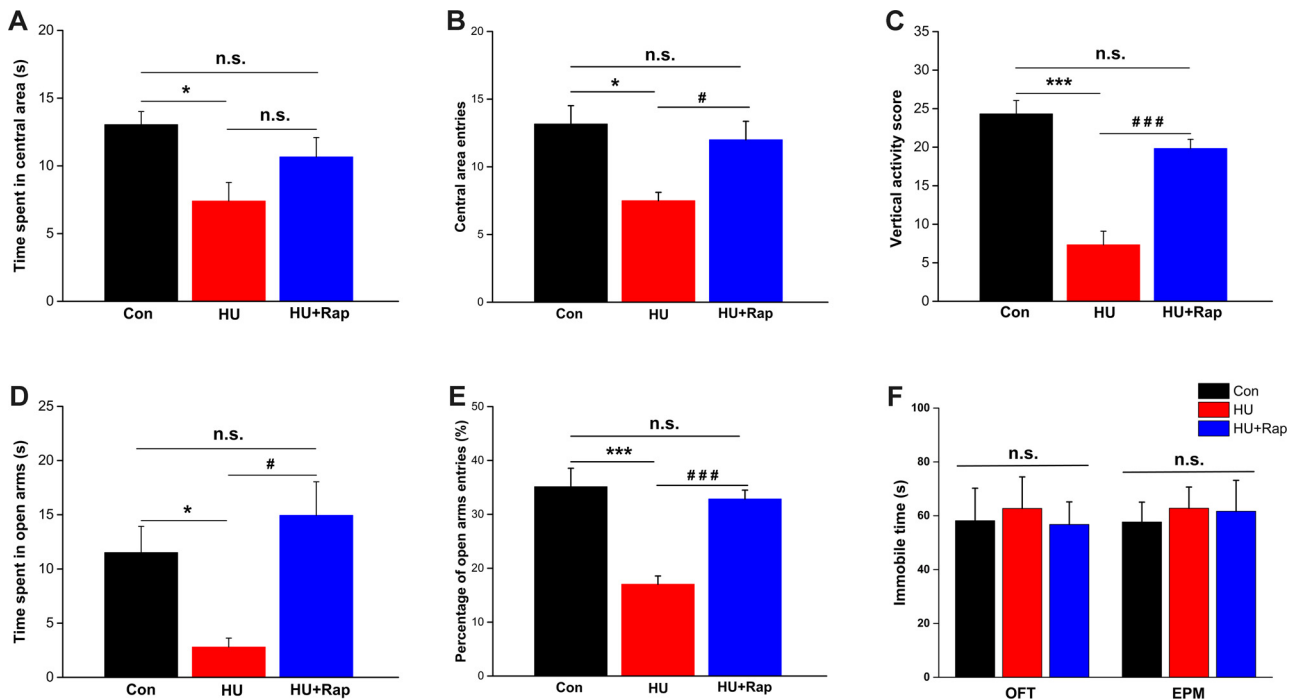 A
Time spent in central area (s)
20
15
10
5
0
n.s.
*
n.s.
Con HU HU+Rap
B
Central area entries
20
15
10
5
0
n.s.
*
#
Con HU HU+Rap
C
Vertical activity score
35
30
25
20
15
10
5
0
n.s.
***
###
Con HU HU+Rap
D
Time spent in open arms (s)
25
20
15
10
5
0
n.s.
#
*
Con HU HU+Rap
E
Percentage of open arms entries (%)
50
40
30
20
10
0
n.s.
***
###
Con HU HU+Rap
F
Con
HU
HU+Rap
Immobile time (s)
100
80
60
40
20
0
n.s. n.s.
OFT EPM